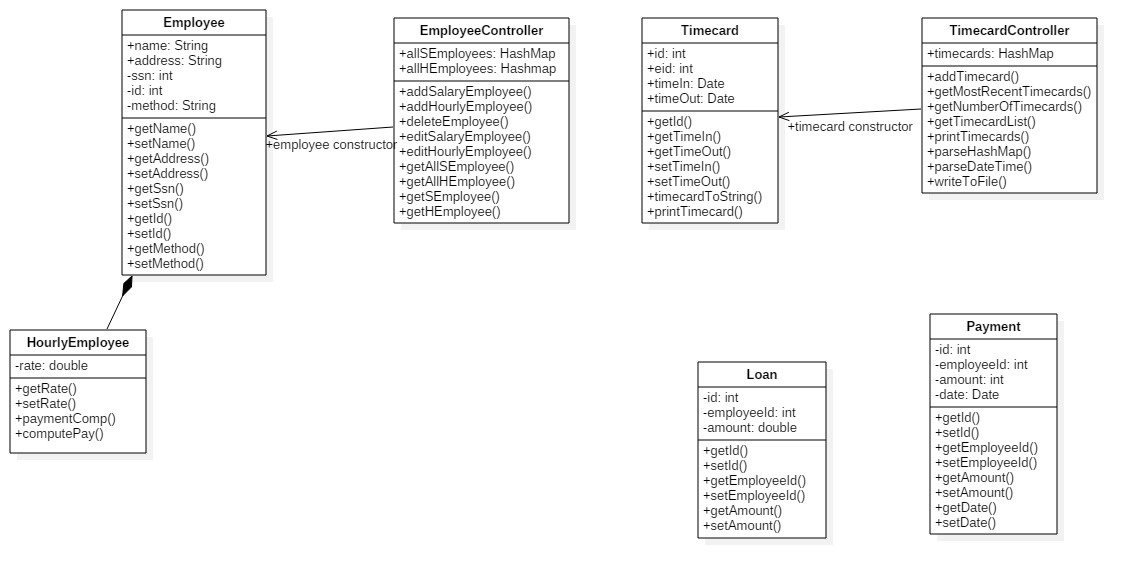 Employee
+name: String
+address: String
-ssn: int
-id: int
-method: String
+getName()
+setName()
+getAddress()
+setAddress()
+getSsn()
+setSsn()
+getId()
+setId()
+getMethod()
+setMethod()
EmployeeController
+allSEmployees: HashMap
+allHEmployees: Hashmap
+addSalaryEmployee()
+addHourlyEmployee()
+deleteEmployee()
+editSalaryEmployee()
+editHourlyEmployee()
+getAllSEmployee()
+getAllHEmployee()
+getSEmployee()
+getHEmployee()
+employee constructor
Timecard
+id: int
+eid: int
+timeIn: Date
+timeOut: Date
+getId()
+getTimeIn()
+getTimeOut()
+setTimeIn()
+setTimeOut()
+timecardToString()
+printTimecard()
TimecardController
+timecards: HashMap
+addTimecard()
+getMostRecentTimecards()
+getNumberOfTimecards()
+getTimecardList()
+printTimecards()
+parseHashMap()
+parseDateTime()
+writeToFile()
+timecard constructor
HourlyEmployee
-rate: double
+getRate()
+setRate()
+paymentComp()
+computePay()
Loan
-id: int
-employeeId: int
-amount: double
+getId()
+setId()
+getEmployeeId()
+setEmployeeId()
+getAmount()
+setAmount()
Payment
-id: int
-employeeId: int
-amount: int
-date: Date
+getId()
+setId()
+getEmployeeId()
+setEmployeeId()
+getAmount()
+setAmount()
+getDate()
+setDate()